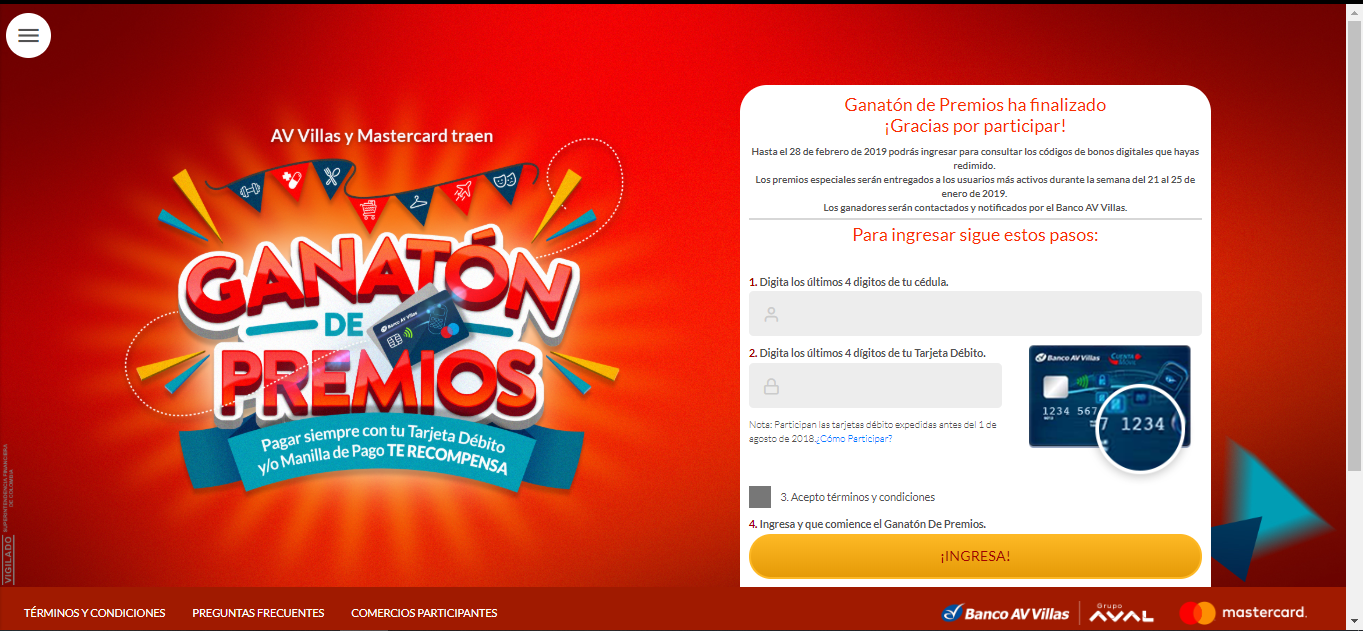 AV Villas y Mastercard traen
GANATÓN
DE
Banco AV Villas
PREMIOS
Pagar siempre con tu Tarjeta Débito
y/o Manilla de Pago TE RECOMPENSA
Ganatón de Premios ha finalizado
¡Gracias por participar!
Hasta el 28 de febrero de 2019 podrás ingresar para consultar los códigos de bonos digitales que hayas
redimido.
Los premios especiales serán entregados a los usuarios más activos durante la semana del 21 al 25 de
enero de 2019.
Los ganadores serán contactados y notificados por el Banco AV Villas.
Para ingresar sigue estos pasos:
1. Digita los últimos 4 digitos de tu cédula.
2. Digita los últimos 4 dígitos de tu Tarjeta Débito.
Banco AV Villas
1234 567
7 1234
Nota: Participan las tarjetas débito expedidas antes del 1 de
agosto de 2018.¿Cómo Participar?
3. Acepto términos y condiciones
4. Ingresa y que comience el Ganatón De Premios.
¡INGRESA!
VIGILADO
SUPERINTENDENCIA FINANCIERA
DE COLOMBIA
TÉRMINOS Y CONDICIONES
PREGUNTAS FRECUENTES
COMERCIOS PARTICIPANTES
Banco AV Villas
Grupo
AVAL
mastercard.